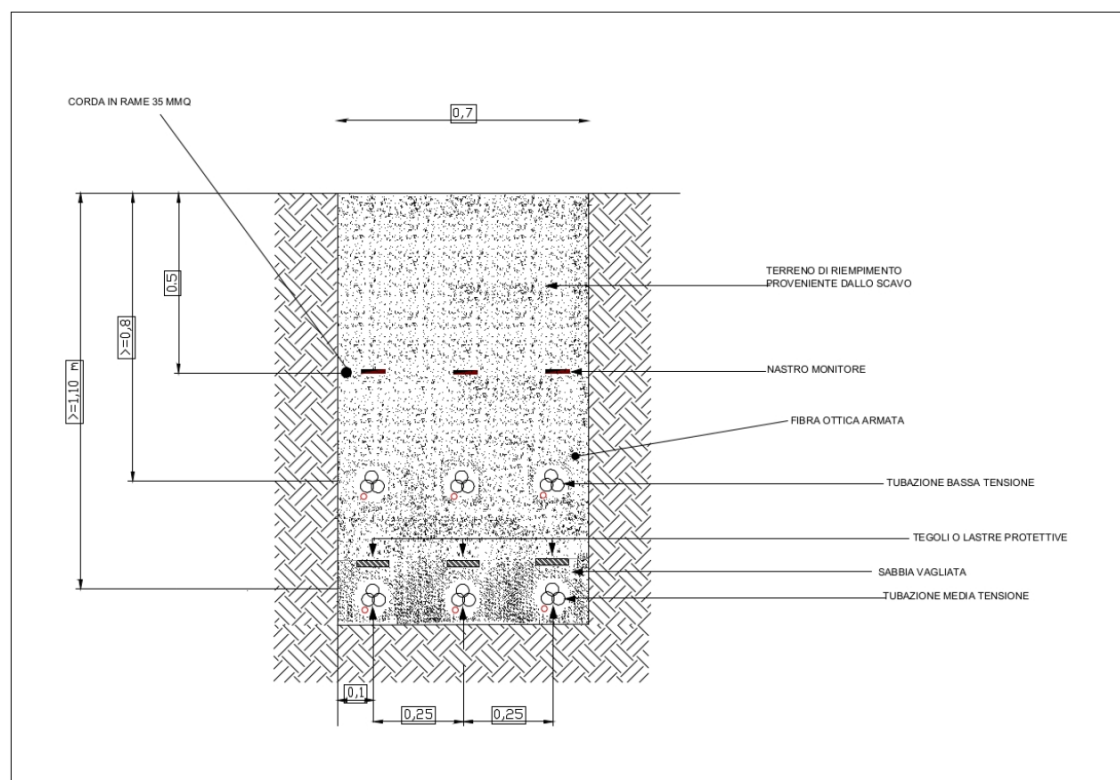 CORDA IN RAME 35 MMQ
0,7
0.5
>=0,8
>=1,10 m
TERRENO DI RIEMPIMENTO
PROVENIENTE DALLO SCAVO
NASTRO MONITORE
FIBRA OTTICA ARMATA
TUBAZIONE BASSA TENSIONE
TEGOLI O LASTRE PROTETTIVE
SABBIA VAGLIATA
TUBAZIONE MEDIA TENSIONE
0,1
0,25
0,25